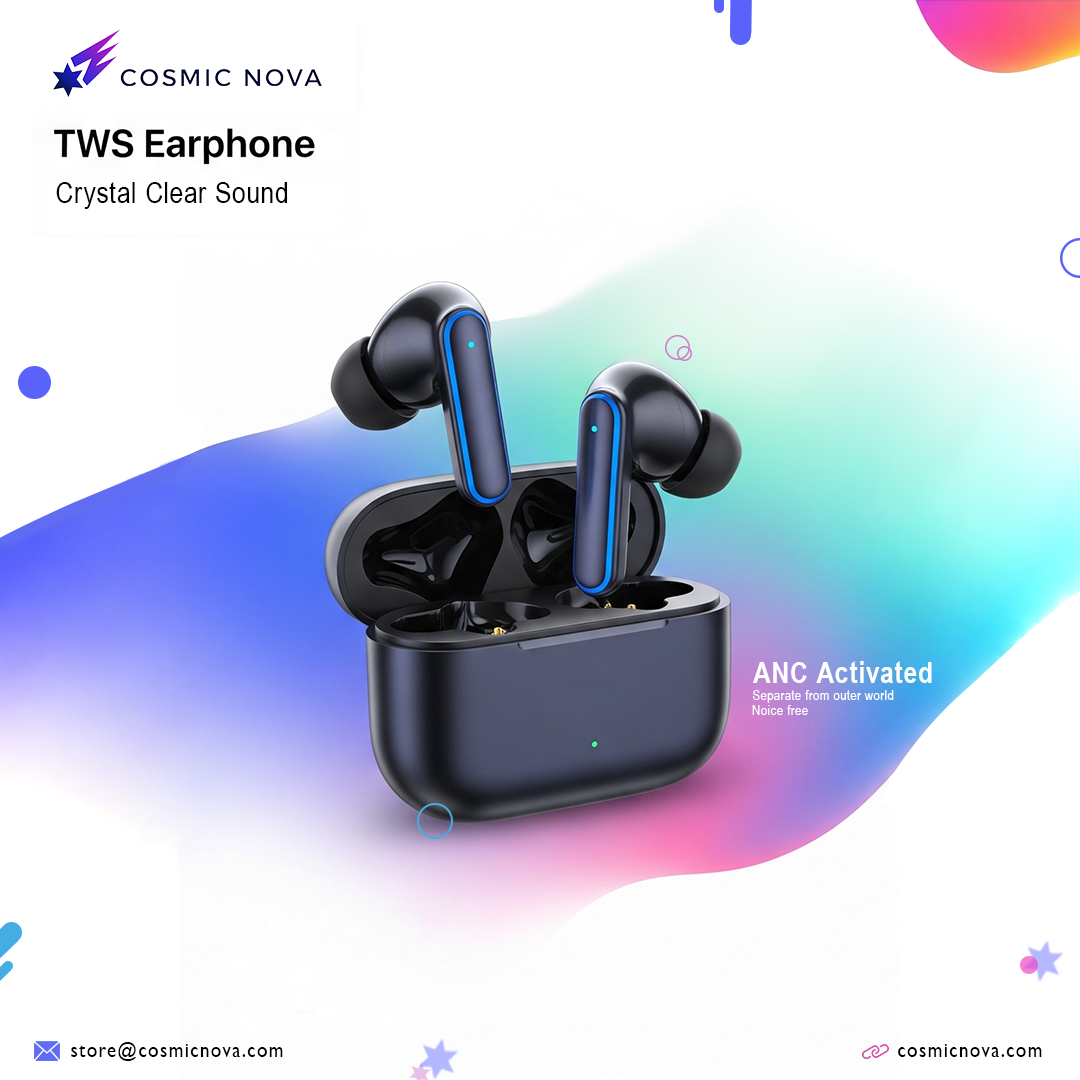 COSMIC NOVA
TWS Earphone
Crystal Clear Sound
ANC Activated
Separate from outer world
Noice free
store@cosmicnova.com
cosmicnova.com